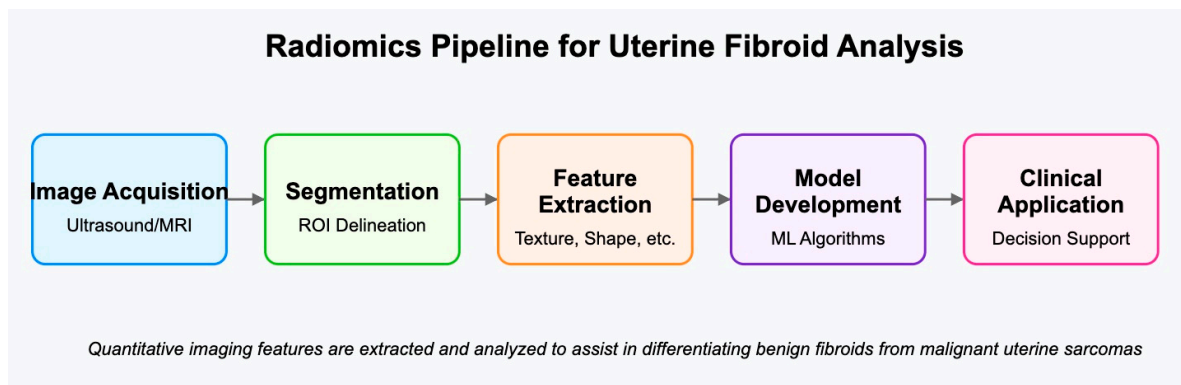 Radiomics Pipeline for Uterine Fibroid Analysis
Image Acquisition
Ultrasound/MRI
Segmentation
ROI Delineation
Feature
Extraction
Texture, Shape, etc.
Model
Development
ML Algorithms
Clinical
Application
Decision Support
Quantitative imaging features are extracted and analyzed to assist in differentiating benign fibroids from malignant uterine sarcomas